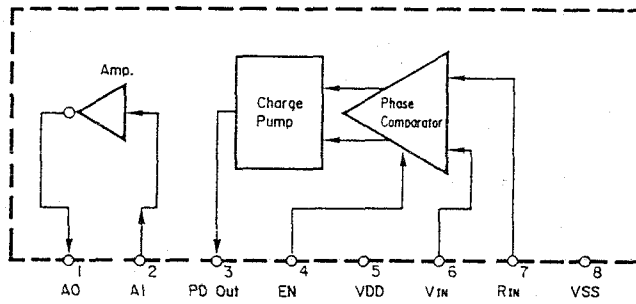 Amp.
Charge
Pump
Phase
Comparator
1 2 3 4 5 6 7 8
AO AI PD Out EN VDD VIN RIN VSS